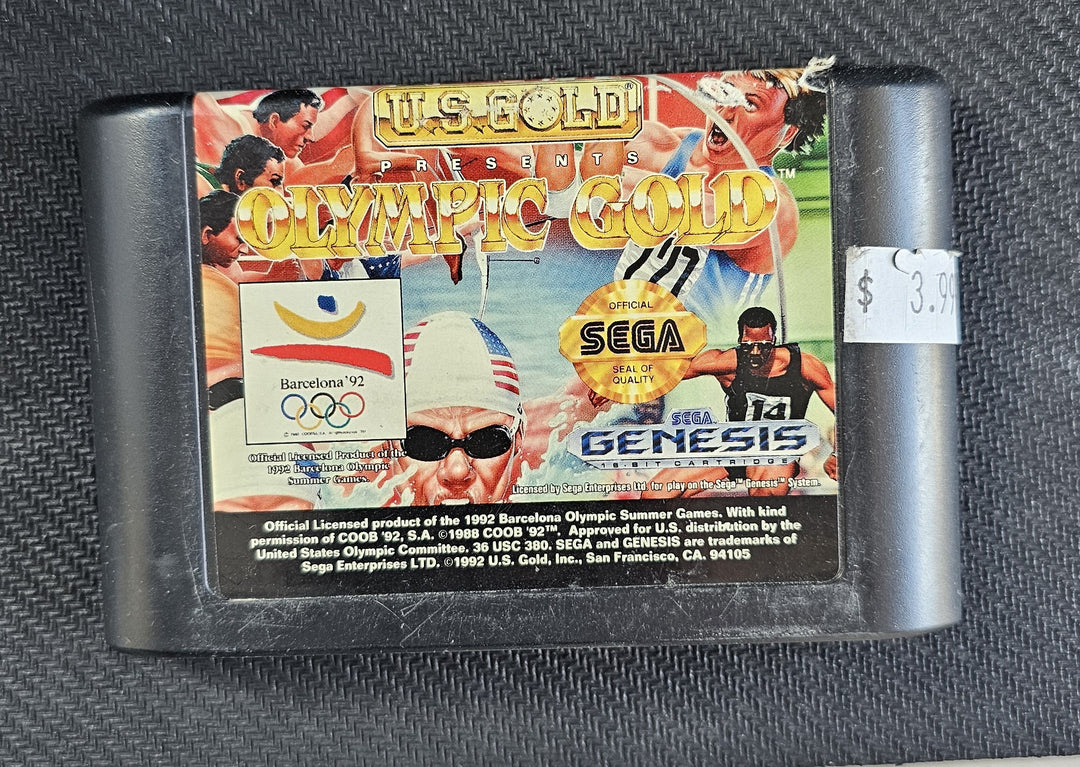 U.S. GOLD®
PRESENTS
OLYMPIC GOLD™
$ 3.99
OFFICIAL
SEGA
SEAL OF
QUALITY
Barcelona '92
14
SEGA
GENESIS
16-BIT CARTRIDGE
Official Licensed Product of the
1992 Barcelona Olympic
Summer Games.
Licensed by Sega Enterprises Ltd. for play on the Sega™ Genesis™ System.
Official Licensed product of the 1992 Barcelona Olympic Summer Games. With kind
permission of COOB '92, S.A. ©1988 COOB '92™. Approved for U.S. distribution by the
United States Olympic Committee. 36 USC 380. SEGA and GENESIS are trademarks of
Sega Enterprises LTD. ©1992 U.S. Gold, Inc., San Francisco, CA. 94105